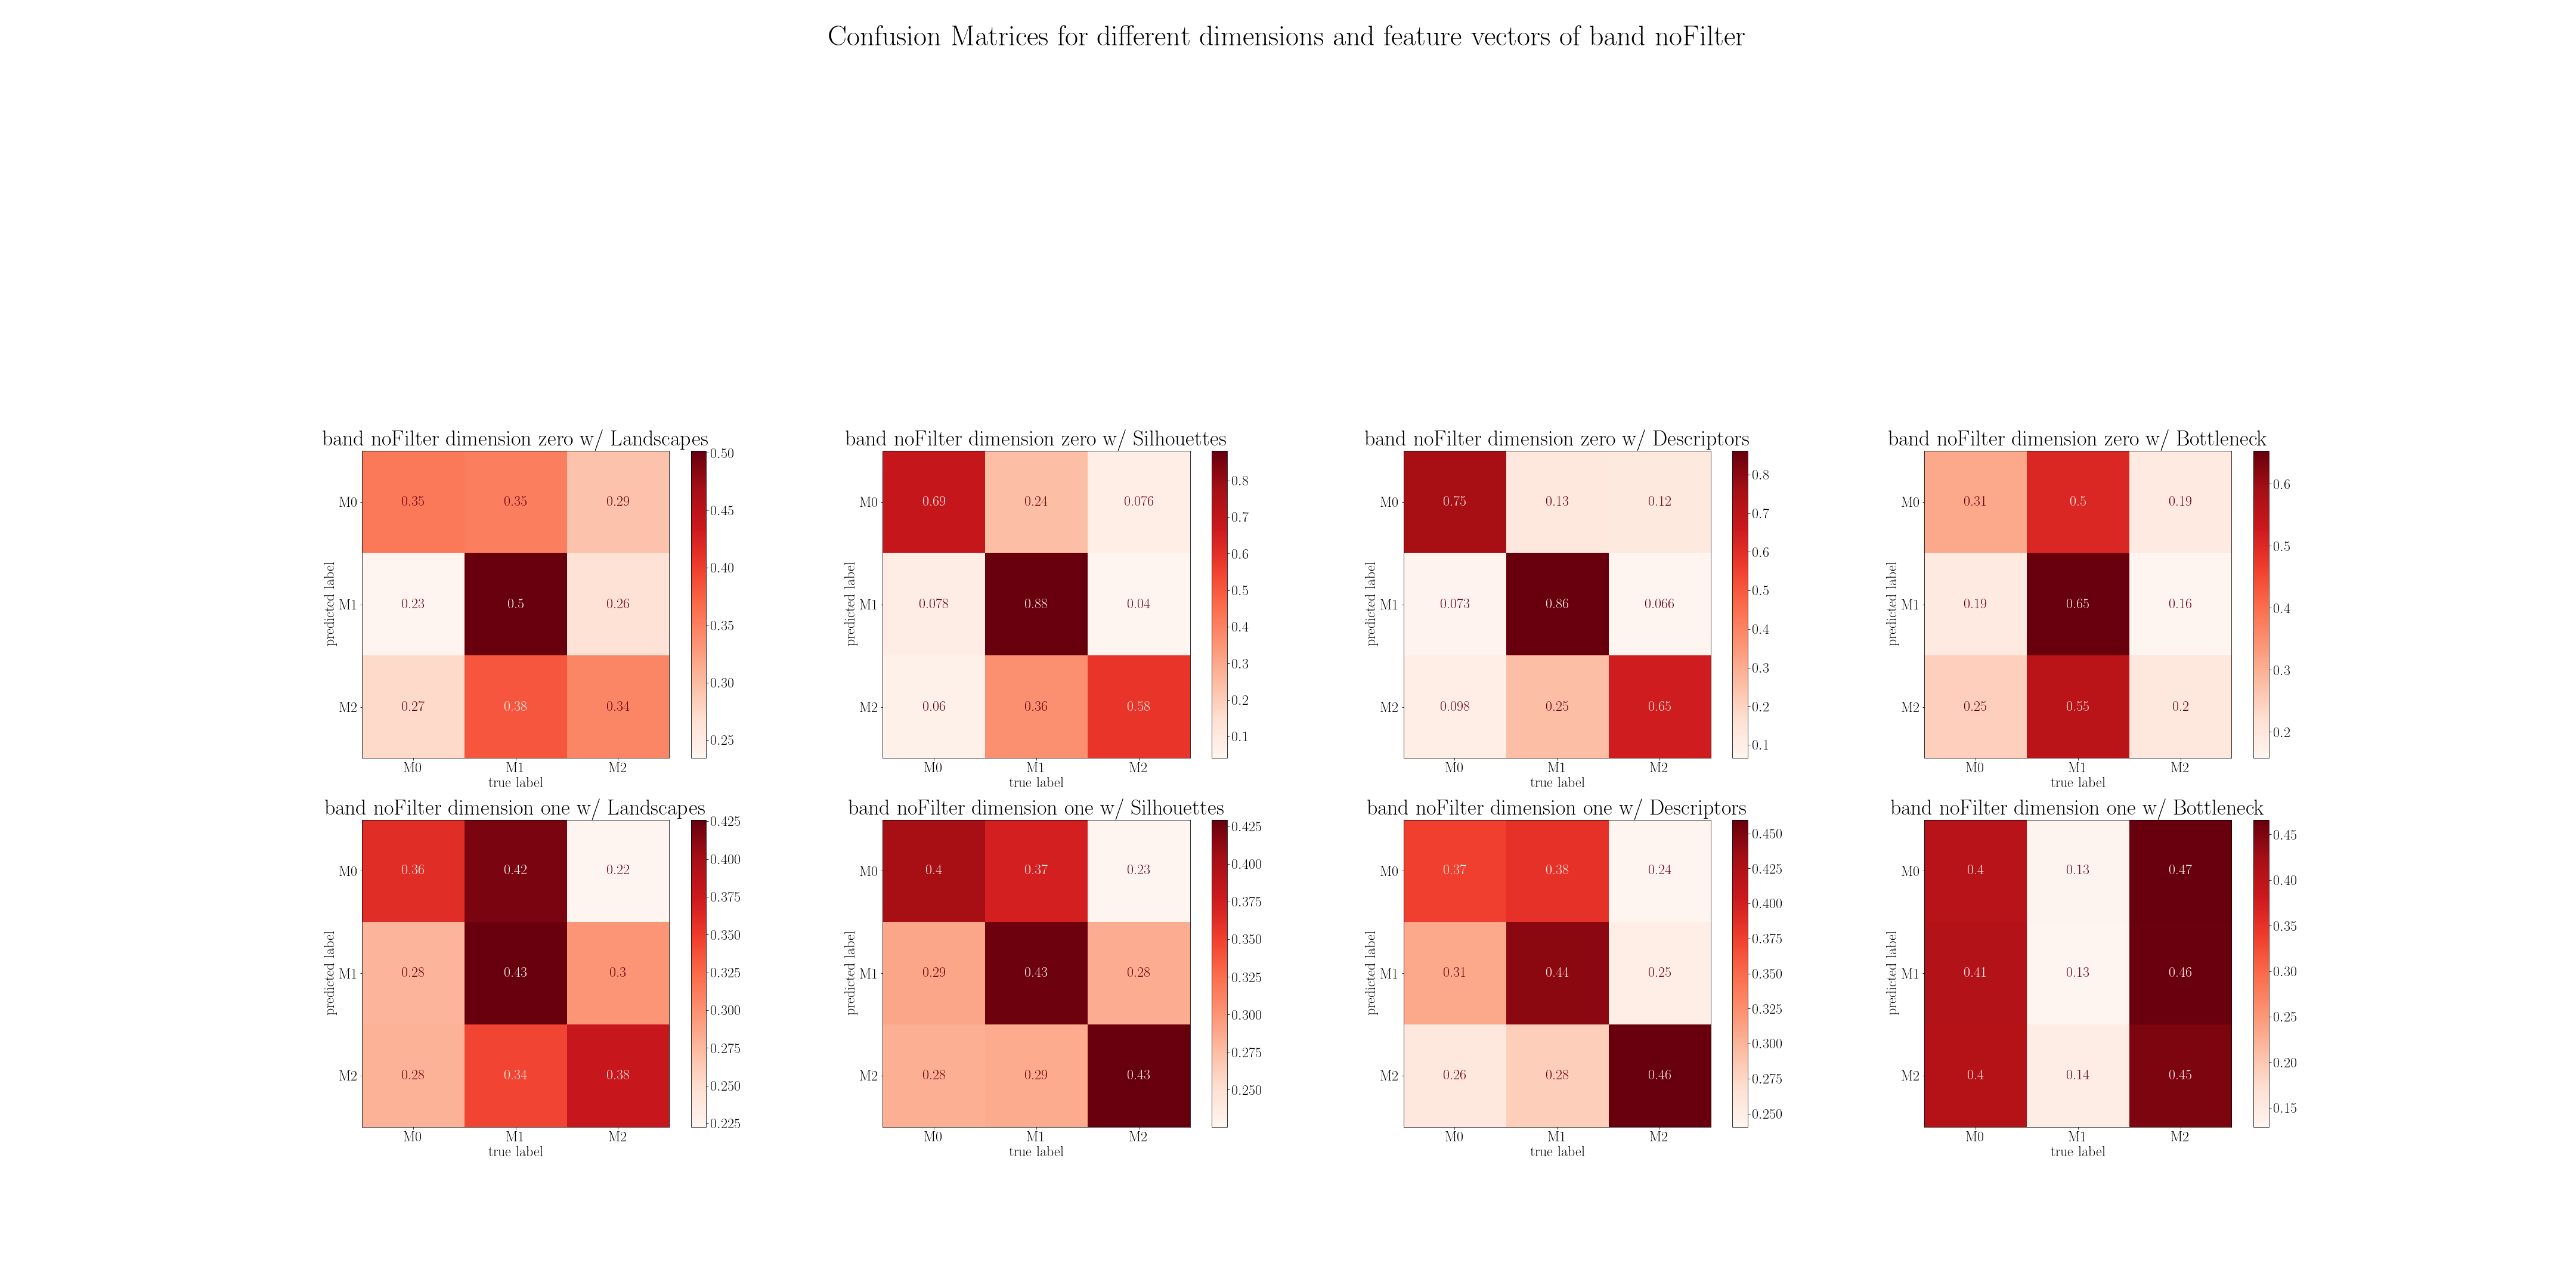 Confusion Matrices for different dimensions and feature vectors of band noFilter
band noFilter dimension zero w/ Landscapes
predicted label
M0
0.35 0.35 0.29
M1
0.23 0.5 0.26
M2
0.27 0.38 0.34
M0 M1 M2
true label
0.50
0.45
0.40
0.35
0.30
0.25
band noFilter dimension zero w/ Silhouettes
predicted label
M0
0.69 0.24 0.076
M1
0.078 0.88 0.04
M2
0.06 0.36 0.58
M0 M1 M2
true label
0.8
0.7
0.6
0.5
0.4
0.3
0.2
0.1
band noFilter dimension zero w/ Descriptors
predicted label
M0
0.75 0.13 0.12
M1
0.073 0.86 0.066
M2
0.098 0.25 0.65
M0 M1 M2
true label
0.8
0.7
0.6
0.5
0.4
0.3
0.2
0.1
band noFilter dimension zero w/ Bottleneck
predicted label
M0
0.31 0.5 0.19
M1
0.19 0.65 0.16
M2
0.25 0.55 0.2
M0 M1 M2
true label
0.6
0.5
0.4
0.3
0.2
band noFilter dimension one w/ Landscapes
predicted label
M0
0.36 0.42 0.22
M1
0.28 0.43 0.3
M2
0.28 0.34 0.38
M0 M1 M2
true label
0.425
0.400
0.375
0.350
0.325
0.300
0.275
0.250
0.225
band noFilter dimension one w/ Silhouettes
predicted label
M0
0.4 0.37 0.23
M1
0.29 0.43 0.28
M2
0.28 0.29 0.43
M0 M1 M2
true label
0.425
0.400
0.375
0.350
0.325
0.300
0.275
0.250
band noFilter dimension one w/ Descriptors
predicted label
M0
0.37 0.38 0.24
M1
0.31 0.44 0.25
M2
0.26 0.28 0.46
M0 M1 M2
true label
0.450
0.425
0.400
0.375
0.350
0.325
0.300
0.275
0.250
band noFilter dimension one w/ Bottleneck
predicted label
M0
0.4 0.13 0.47
M1
0.41 0.13 0.46
M2
0.4 0.14 0.45
M0 M1 M2
true label
0.45
0.40
0.35
0.30
0.25
0.20
0.15